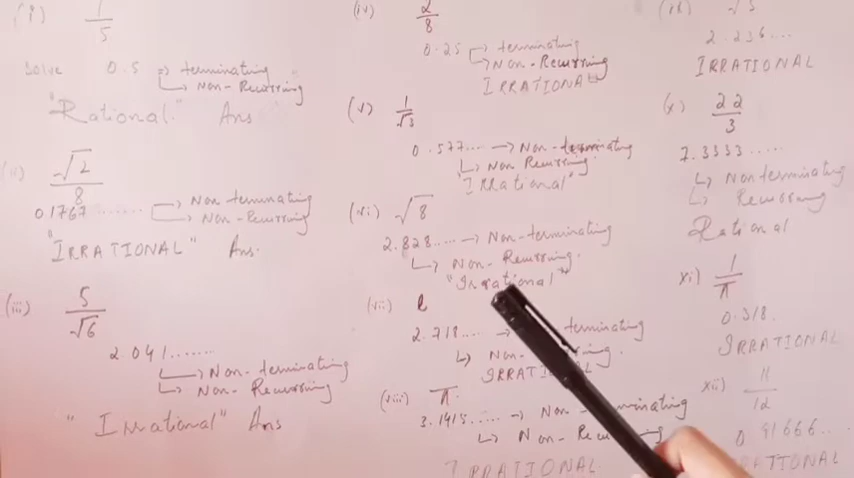 (i) 1/5
Solve 0.5 → terminating
↳ Non-Recurring
"Rational" Ans
(ii) √2/8
0.1767....... Non terminating
Non-Recurring
"IRRATIONAL" Ans.
(iii) 5/√6
2.041.......
Non-terminating
Non-Recurring
"Irrational" Ans
(iv) 2/8
0.25 → terminating
↳ Non-Recurring
IRRATIONAL
(v) 1/√3
0.577... → Non-terminating
↳ Non Recurring
"IRRational"
(vi) √8
2.828.... → Non-terminating
↳ Non-Recurring.
"Irrational"
(vii) e
2.718.... → terminating
↳ Non-
IRRATIONAL
(viii) π
3.1415..... → Non
↳ Non-
IRRATIONAL
2.236...
IRRATIONAL
(x) 22/3
7.3333.....
↳ Non terminating
↳ Recurring
Rational
xi) 1/π
0.318.
IRRATIONAL
xii) 11/12
0.91666...